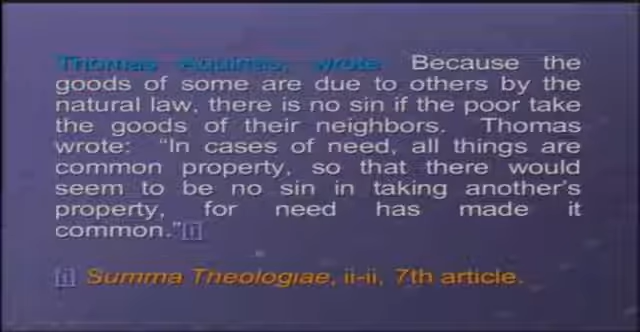 Thomas Aquinas, wrote: Because the
goods of some are due to others by the
natural law, there is no sin if the poor take
the goods of their neighbors. Thomas
wrote: “In cases of need, all things are
common property, so that there would
seem to be no sin in taking another’s
property, for need has made it
common.”[i]
[i] Summa Theologiae, ii-ii, 7th article.